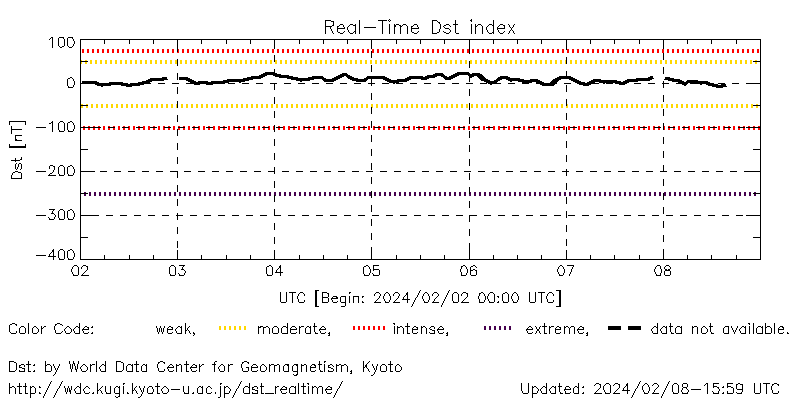 Real-Time Dst index
100
0
-100
-200
-300
-400
Dst [nT]
02 03 04 05 06 07 08
UTC [Begin: 2024/02/02 00:00 UTC]
Color Code: weak, moderate, intense, extreme, data not available.
Dst: by World Data Center for Geomagnetism, Kyoto
http://wdc.kugi.kyoto-u.ac.jp/dst_realtime/ Updated: 2024/02/08-15:59 UTC